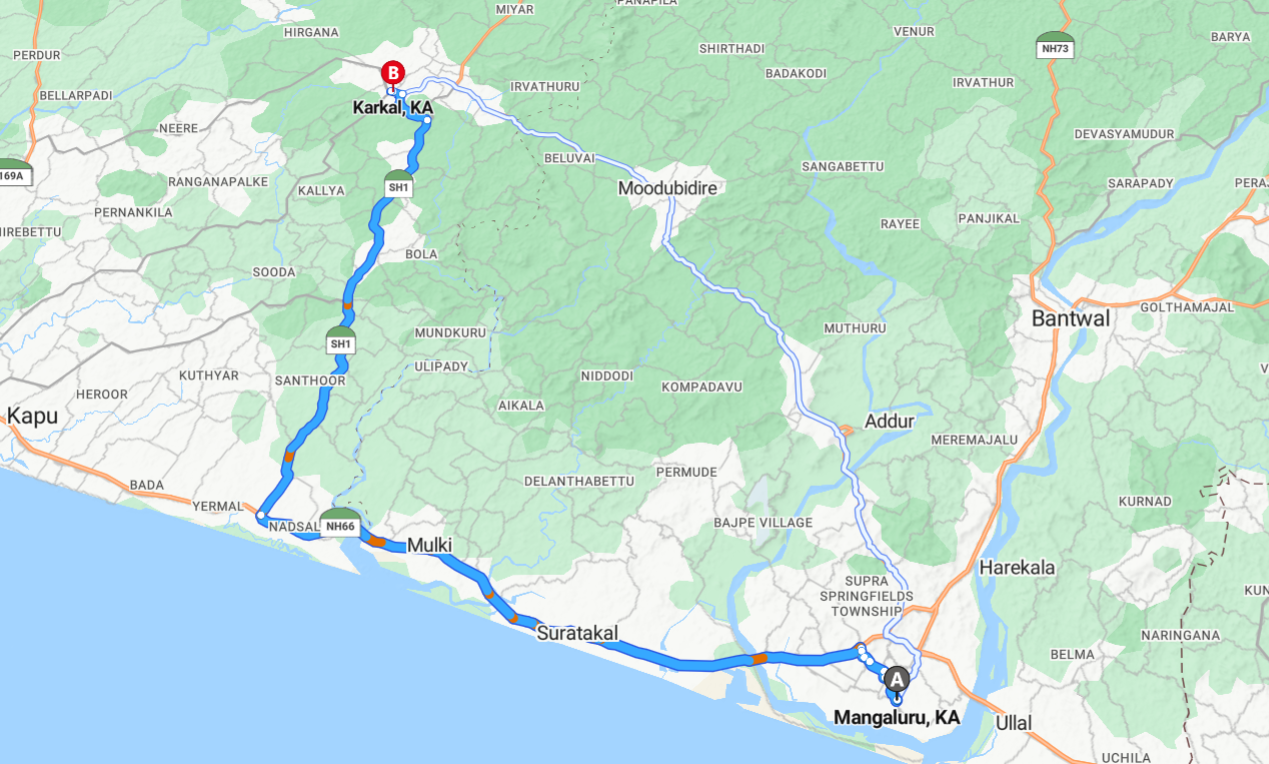 PANAPILA
MIYAR
VENUR
HIRGANA
BARYA
SHIRTHADI
NH73
PERDUR
B
BADAKODI
IRVATHURU
IRVATHUR
BELLARPADI
Karkal, KA
NEERE
DEVASYAMUDUR
BELUVAI
SANGABETTU
169A
RANGANAPALKE
SH1
KALLYA
Moodubidire
SARAPADY
PERAJ
PERNANKILA
PANJIKAL
RAYEE
HIREBETTU
BOLA
SOODA
GOLTHAMAJAL
Bantwal
MUTHURU
MUNDKURU
SH1
ULIPADY
KUTHYAR
SANTHOOR
NIDDODI
KOMPADAVU
HEROOR
AIKALA
Kapu
Addur
MEREMAJALU
PERMUDE
DELANTHABETTU
BADA
KURNAD
YERMAL
NADSAL
NH66
BAJPE VILLAGE
Mulki
Harekala
SUPRA
SPRINGFIELDS
TOWNSHIP
KUN
Suratakal
NARINGANA
BELMA
A
Mangaluru, KA
Ullal
UCHILA